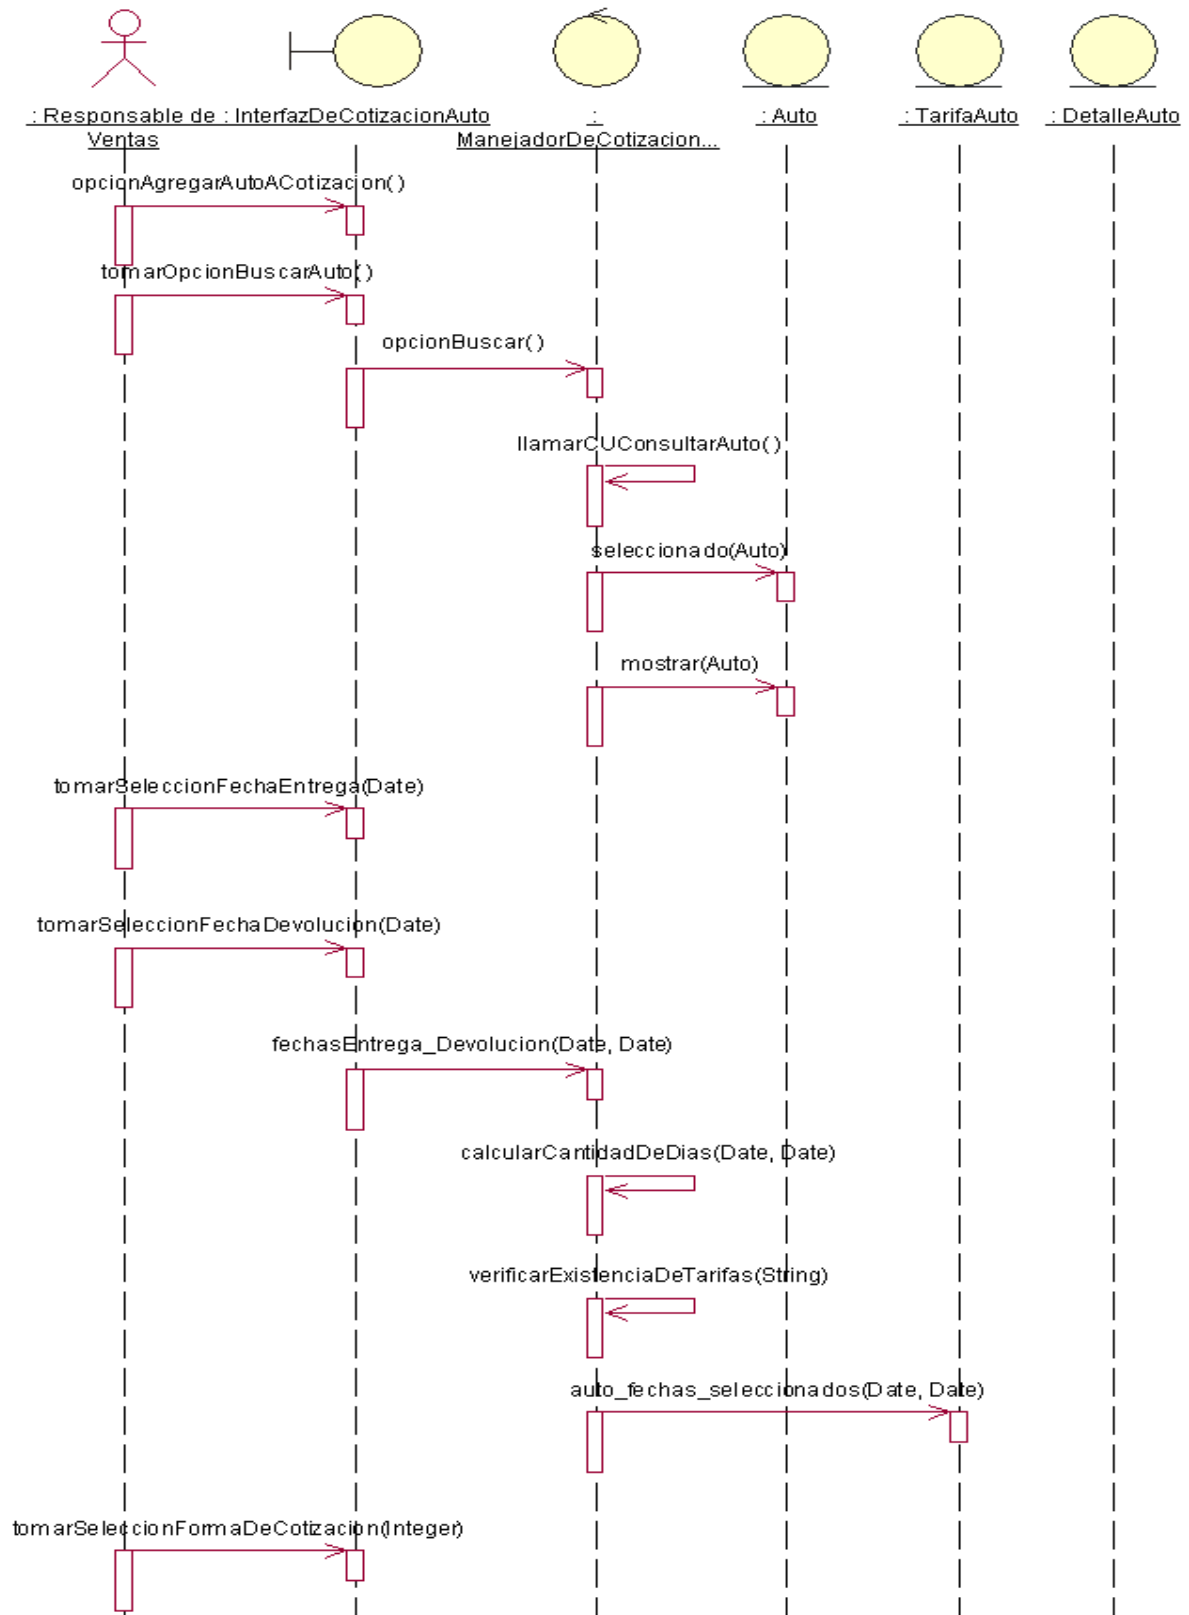 : Responsable de : InterfazDeCotizacionAuto : : Auto : TarifaAuto : DetalleAuto
Ventas ManejadorDeCotizacion...
opcionAgregarAutoACotizacion( )
tomarOpcionBuscarAuto( )
opcionBuscar( )
llamarCUConsultarAuto( )
seleccionado(Auto)
mostrar(Auto)
tomarSeleccionFechaEntrega(Date)
tomarSeleccionFechaDevolucion(Date)
fechasEntrega_Devolucion(Date, Date)
calcularCantidadDeDias(Date, Date)
verificarExistenciaDeTarifas(String)
auto_fechas_seleccionados(Date, Date)
tomarSeleccionFormaDeCotizacion(Integer)